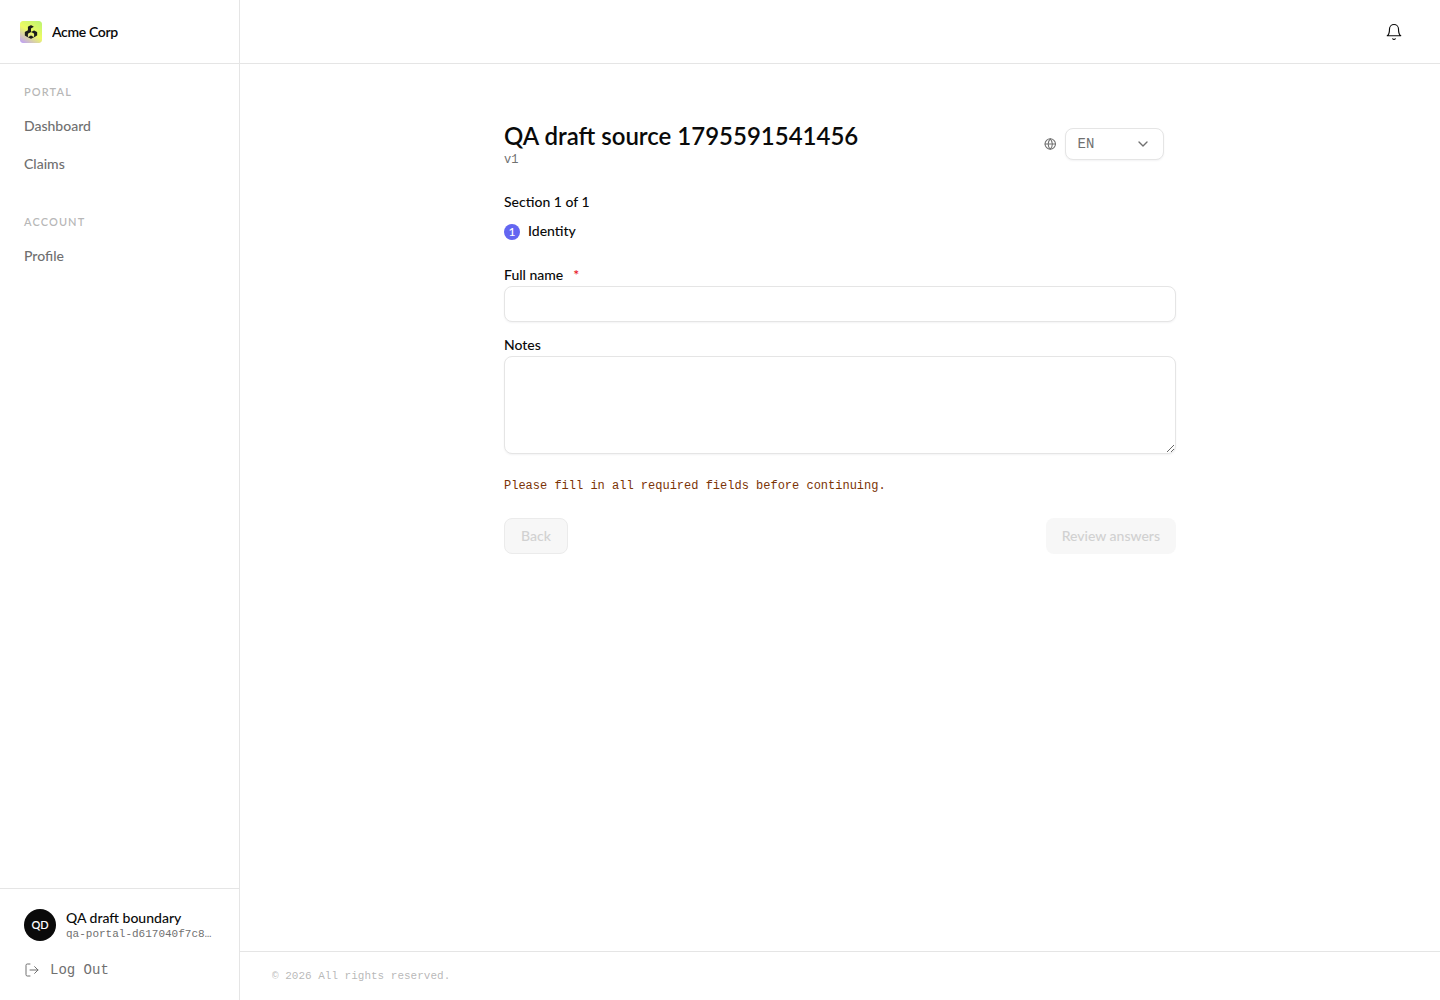 Acme Corp
PORTAL
Dashboard
Claims
ACCOUNT
Profile
QA draft source 1795591541456
v1
EN
Section 1 of 1
1 Identity
Full name *
Notes
Please fill in all required fields before continuing.
Back
Review answers
QD
QA draft boundary
qa-portal-d617040f7c8…
Log Out
© 2026 All rights reserved.